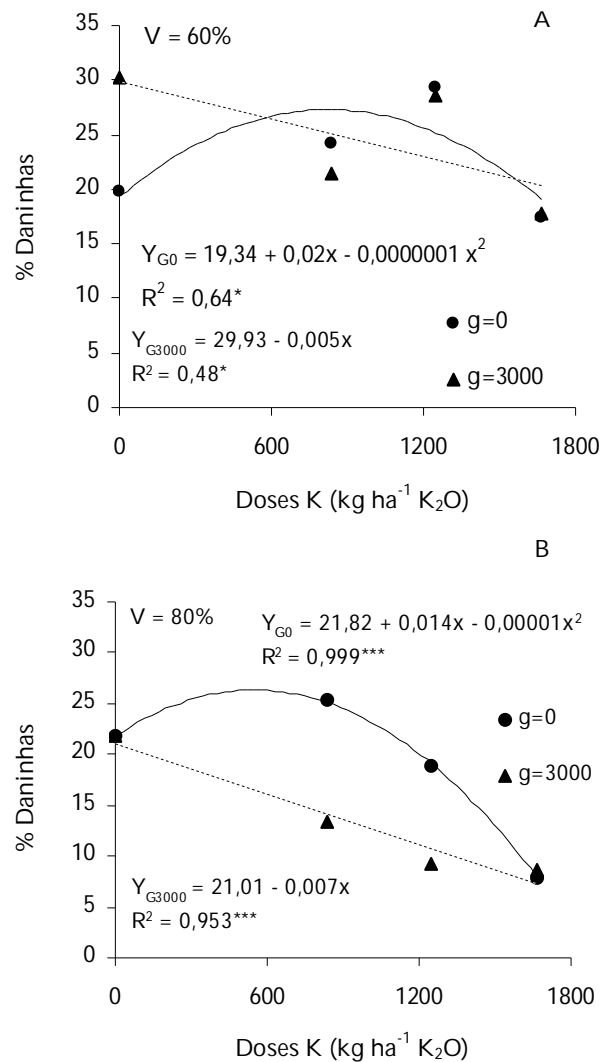 A
V = 60%
35
30
25
20
15
10
5
0
% Daninhas
Y_G0 = 19,34 + 0,02x - 0,0000001 x²
R² = 0,64*
Y_G3000 = 29,93 - 0,005x
R² = 0,48*
g=0
g=3000
0 600 1200 1800
Doses K (kg ha⁻¹ K₂O)
B
V = 80%
35
30
25
20
15
10
5
0
% Daninhas
Y_G0 = 21,82 + 0,014x - 0,00001x²
R² = 0,999***
g=0
g=3000
Y_G3000 = 21,01 - 0,007x
R² = 0,953***
0 600 1200 1800
Doses K (kg ha⁻¹ K₂O)